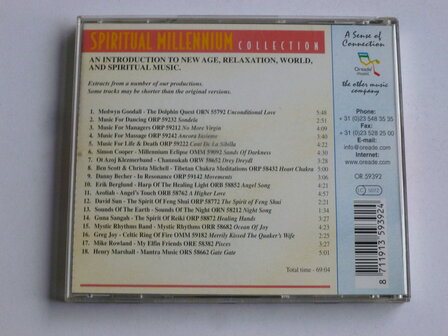 SPIRITUAL MILLENNIUM
COLLECTION
AN INTRODUCTION TO NEW AGE, RELAXATION, WORLD,
AND SPIRITUAL MUSIC.
Extracts from a number of our productions.
Some tracks may be shorter than the original versions.
1. Medwyn Goodall - The Dolphin Quest ORN 55792 Unconditional Love 5:48
2. Music For Dancing ORP 59232 Sondela
3. Music For Managers ORP 59212 No More Virgin
4. Music For Massage ORP 59242 Ancora Insieme
5. Music For Life & Death 59222 Cant De La Sibilla
6. Simon Cooper - Millennium Eclipse OMM 59092 Sands Of Darkness
7. Of Azoj Klezmerband - Channukah ORW 58652 Drey Dreydl
8. Ben Scott & Christa Michell - Tibetan Chakra Meditations ORP 58432 Heart Chakra
9. Danny Becher - In Resonance ORP 59142 Movements
10. Erik Berglund - Harp Of The Healing Light ORB 58852 Angel Song
11. Aeoliah - Angel's Touch ORN 58762 A Higher Love
12. David Sun - The Spirit Of Feng Shui ORP 58772 The Spirit of Feng Shui
13. Sounds Of The Earth - Sounds Of The Night ORN 58212 Night Song
14. Guna Sangah - The Spirit Of Reiki ORP 58872 Healing Hands
15. Mystic Rhythms Band - Mystic Rhythms ORR 58682 Ocean Of Joy
16. Greg Joy - Celtic Ring Of Fire OMM 59182 Merrily Kissed The Quaker's Wife
17. Mike Rowland - My Elfin Friends ORE 58382 Pisces 3:27
18. Henry Marshall - Mantra Music ORS 58662 Gate Gate
Total time - 69:04
A Sense of
Connection
Oreade
music
the other music
company
Phone:
+ 31 (0)23 548 35 35
Fax:
+ 31 (0)23 528 25 00
E-mail:
info@oreade.com
Internet:
www.oreade.com
OR 59392
8 711913 593924